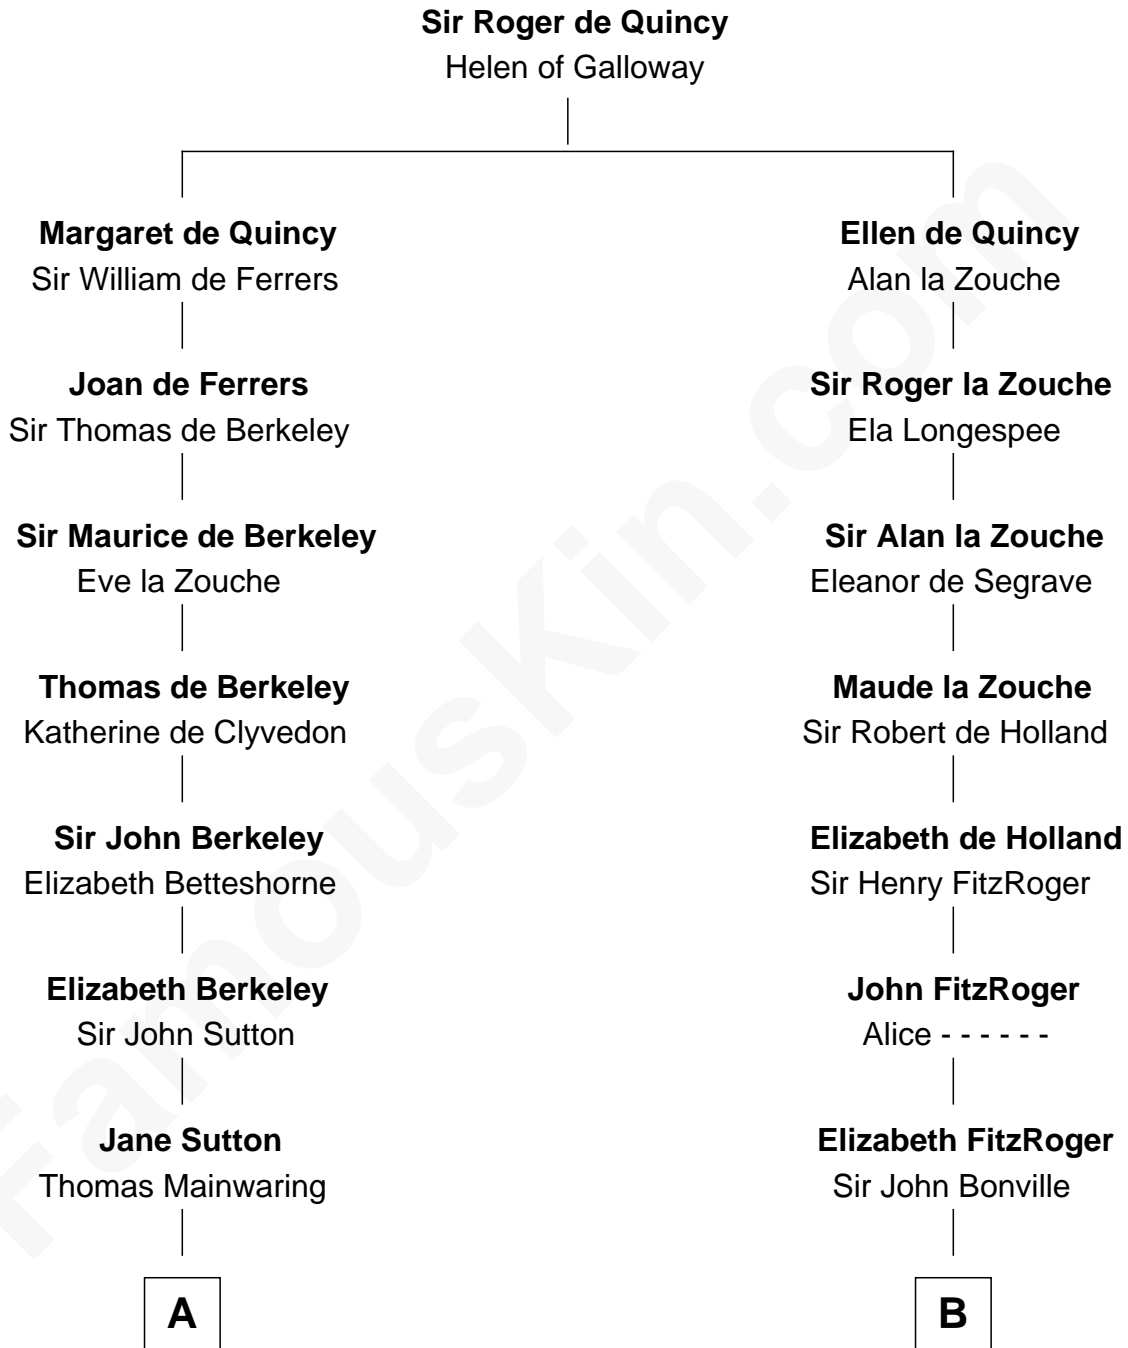 Sir Roger de Quincy
Helen of Galloway
Margaret de Quincy
Sir William de Ferrers
Ellen de Quincy
Alan la Zouche
Joan de Ferrers
Sir Thomas de Berkeley
Sir Roger la Zouche
Ela Longespee
Sir Maurice de Berkeley
Eve la Zouche
Sir Alan la Zouche
Eleanor de Segrave
Thomas de Berkeley
Katherine de Clyvedon
Maude la Zouche
Sir Robert de Holland
Sir John Berkeley
Elizabeth Betteshorne
Elizabeth de Holland
Sir Henry FitzRoger
Elizabeth Berkeley
Sir John Sutton
John FitzRoger
Alice - - - - - -
Jane Sutton
Thomas Mainwaring
Elizabeth FitzRoger
Sir John Bonville
A
B
FamousKin.com